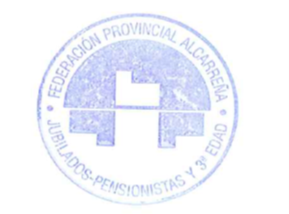 FEDERACIÓN PROVINCIAL ALCARREÑA
JUBILADOS-PENSIONISTAS Y 3ª EDAD